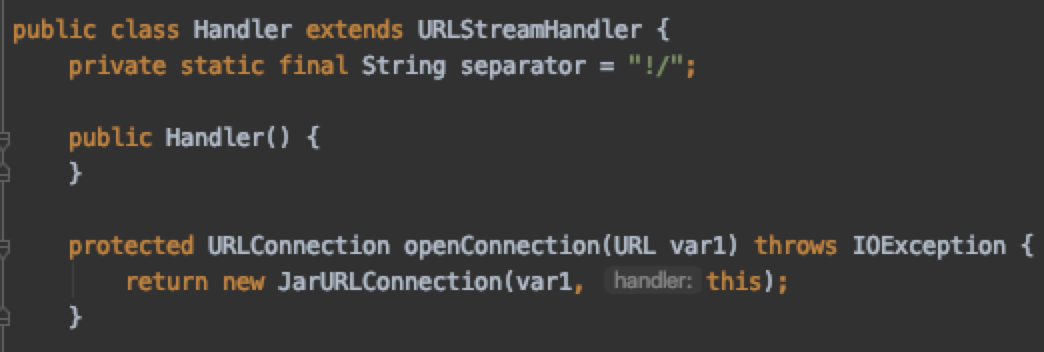 public class Handler extends URLStreamHandler {
private static final String separator = "!/";
public Handler() {
}
protected URLConnection openConnection(URL var1) throws IOException {
return new JarURLConnection(var1, handler: this);
}